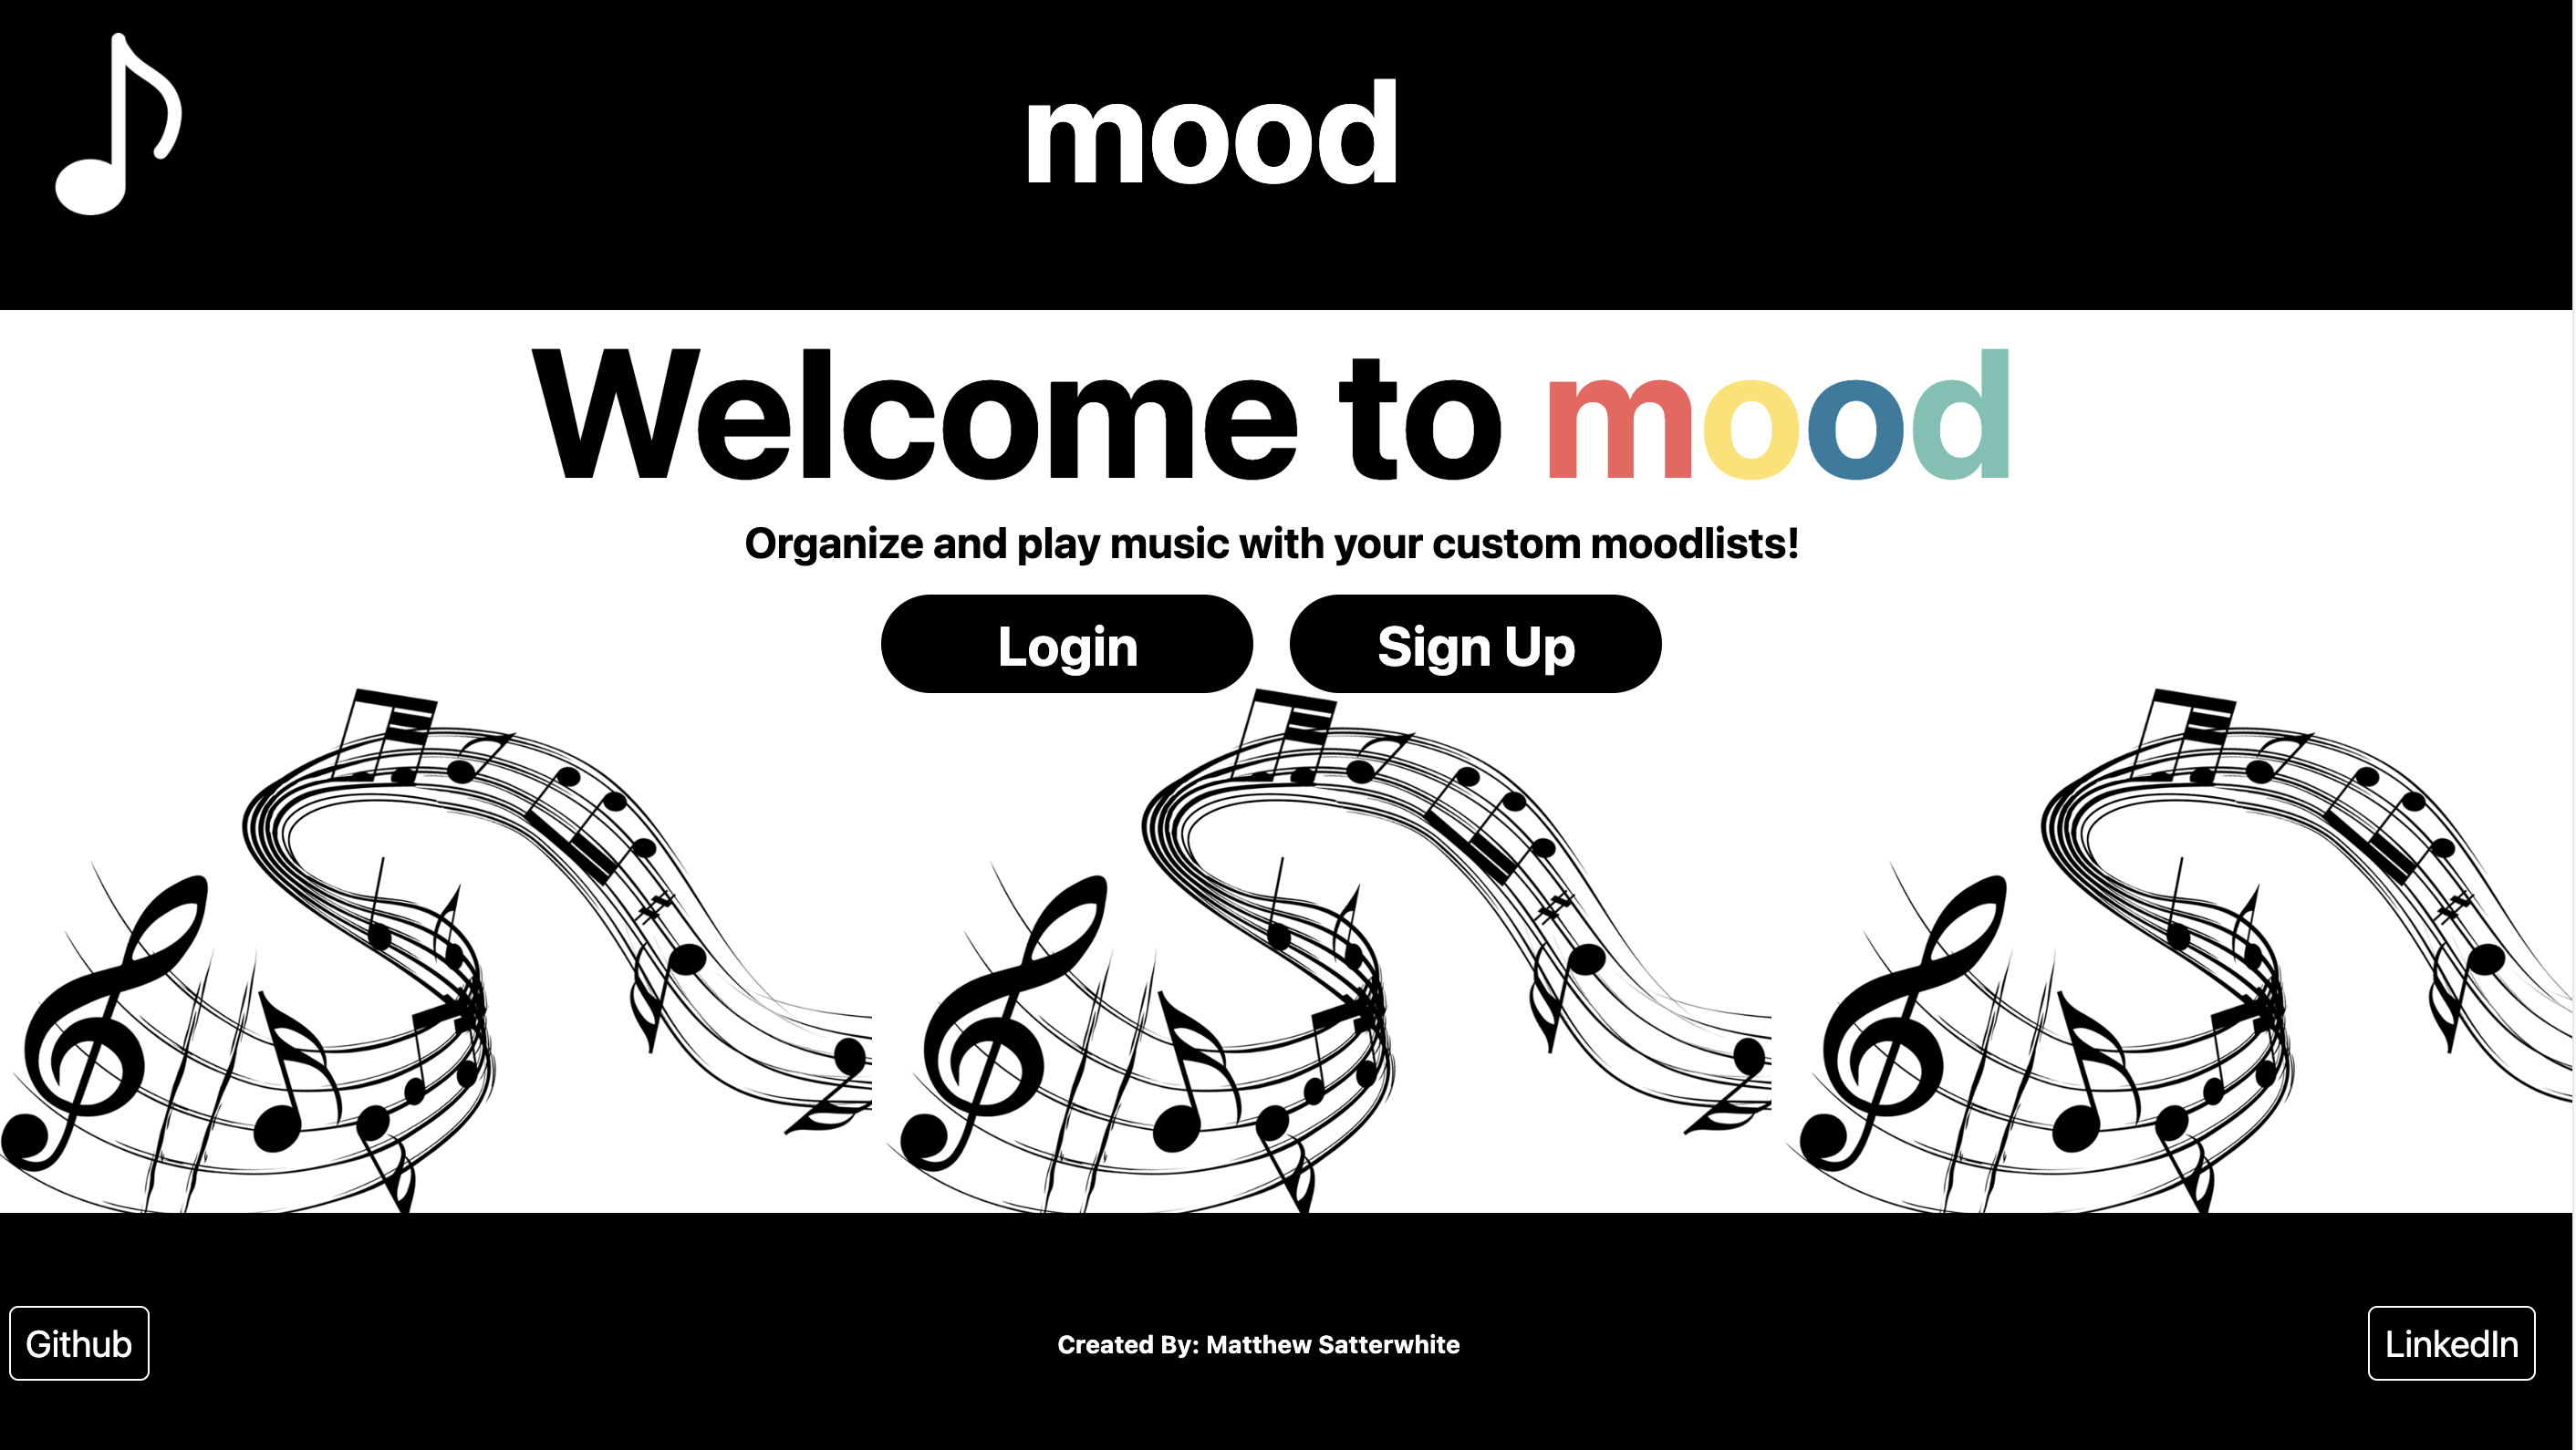 mood
Welcome to mood
Organize and play music with your custom moodlists!
Login
Sign Up
Github
Created By: Matthew Satterwhite
LinkedIn